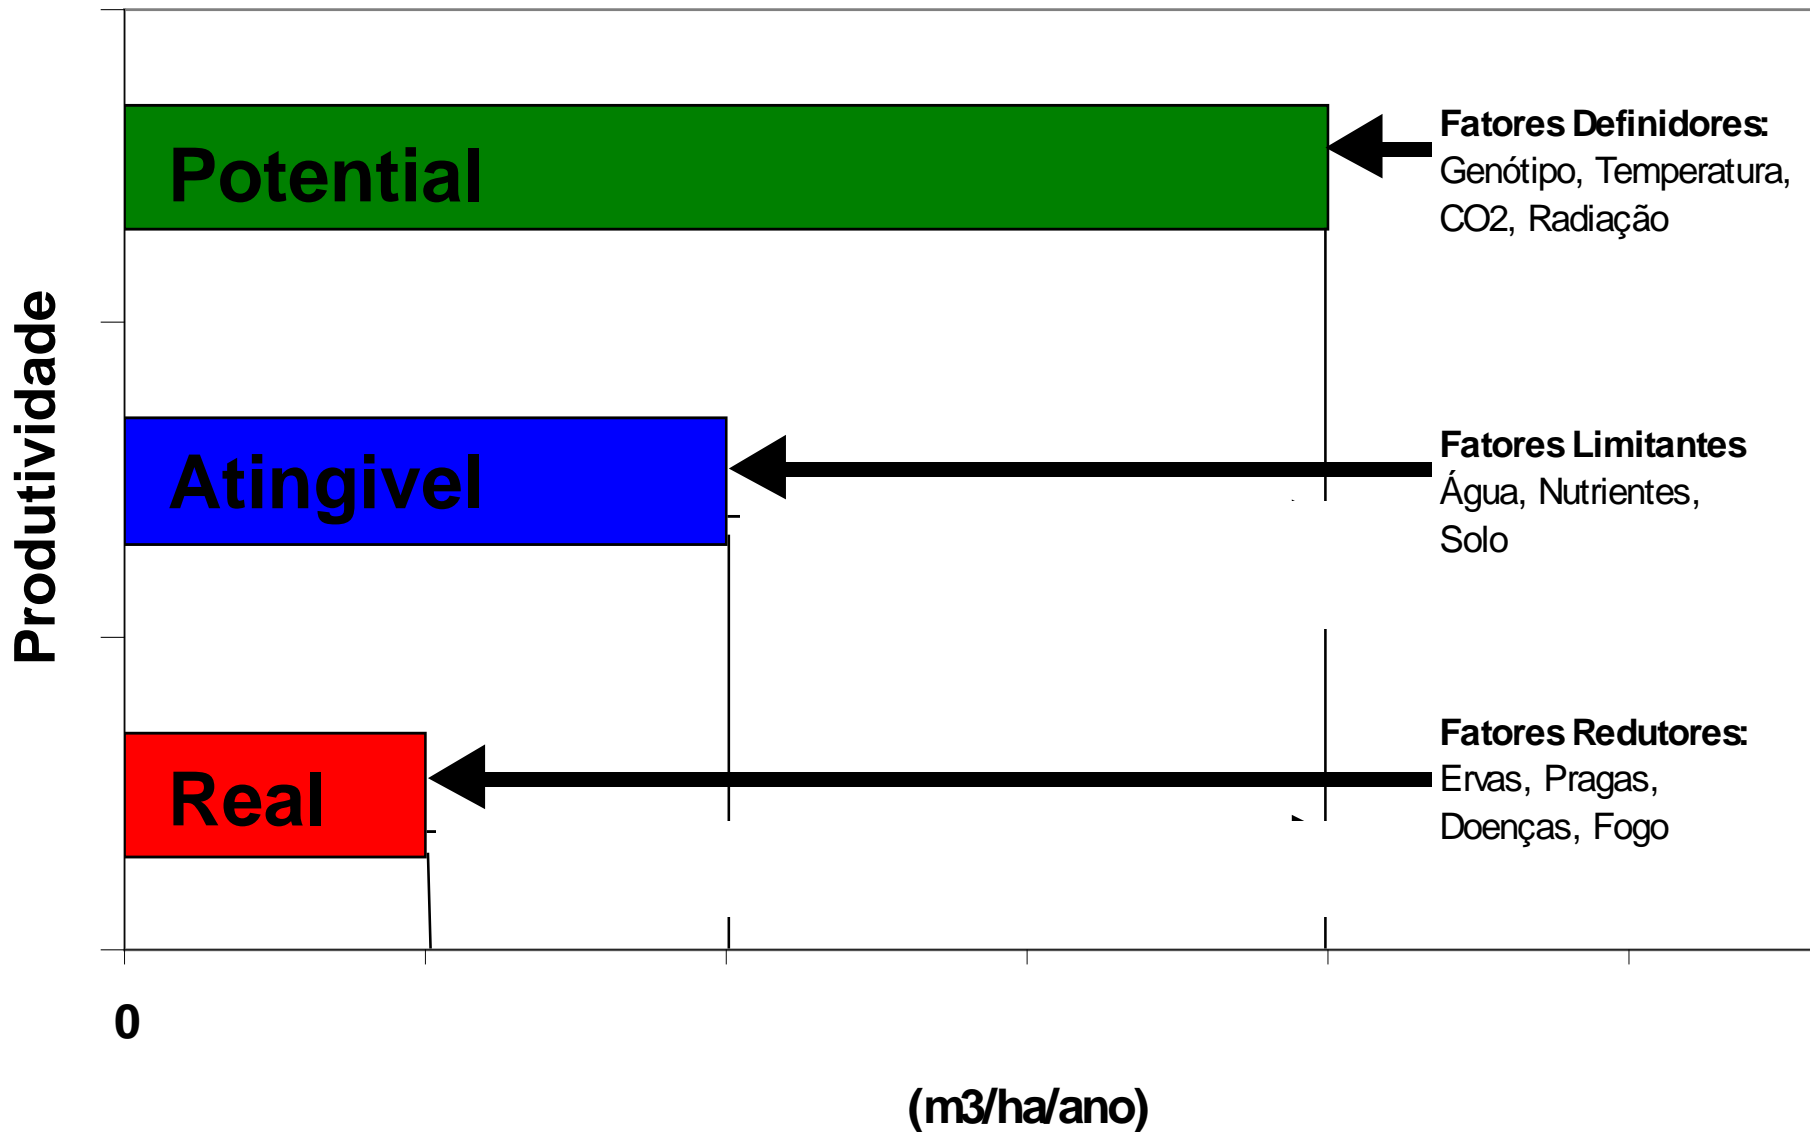 Produtividade
Potential
Fatores Definidores:
Genótipo, Temperatura,
CO2, Radiação
Atingivel
Fatores Limitantes
Água, Nutrientes,
Solo
Real
Fatores Redutores:
Ervas, Pragas,
Doenças, Fogo
0
(m3/ha/ano)